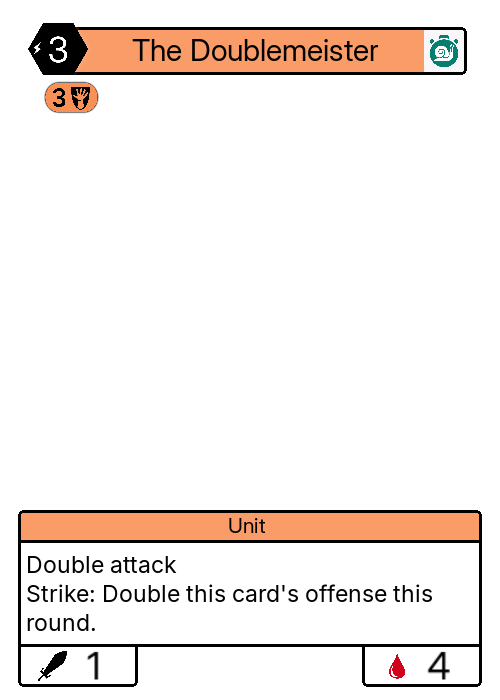 3 The Doublemeister
3
Unit
Double attack
Strike: Double this card's offense this
round.
1 4